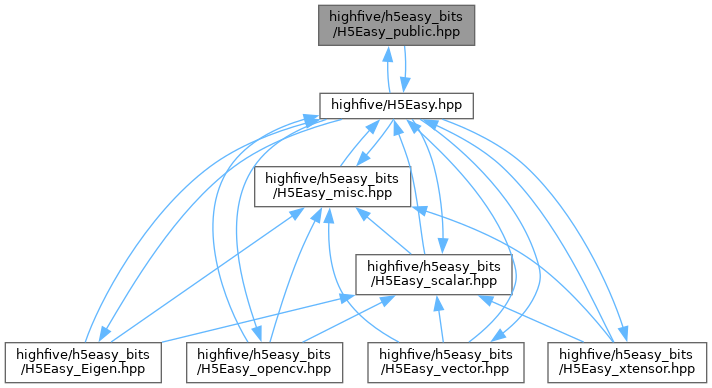 highfive/h5easy_bits
/H5Easy_public.hpp
highfive/H5Easy.hpp
highfive/h5easy_bits
/H5Easy_misc.hpp
highfive/h5easy_bits
/H5Easy_scalar.hpp
highfive/h5easy_bits
/H5Easy_Eigen.hpp
highfive/h5easy_bits
/H5Easy_opencv.hpp
highfive/h5easy_bits
/H5Easy_vector.hpp
highfive/h5easy_bits
/H5Easy_xtensor.hpp